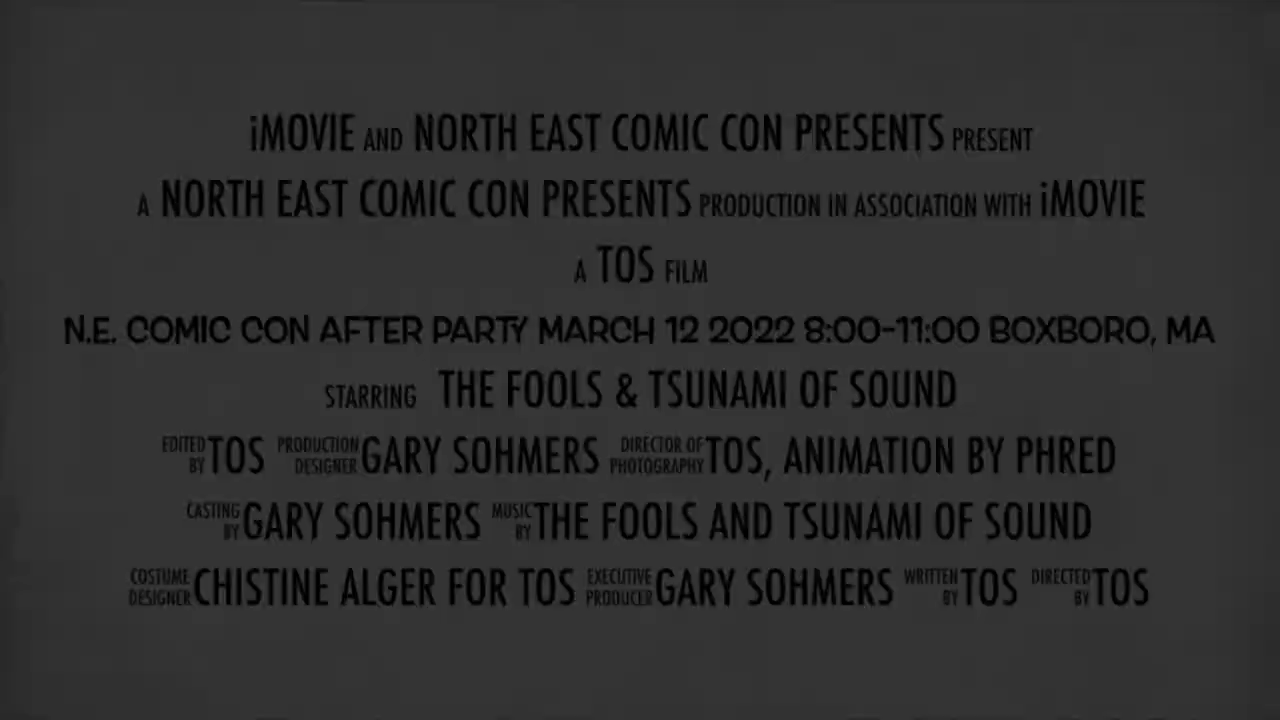 iMOVIE AND NORTH EAST COMIC CON PRESENTS PRESENT
A NORTH EAST COMIC CON PRESENTS PRODUCTION IN ASSOCIATION WITH iMOVIE
A TOS FILM
N.E. COMIC CON AFTER PARTY MARCH 12 2022 8:00-11:00 BOXBORO, MA
STARRING THE FOOLS & TSUNAMI OF SOUND
EDITED BY TOS PRODUCTION DESIGNER GARY SOHMERS DIRECTOR OF PHOTOGRAPHY TOS, ANIMATION BY PHRED
CASTING BY GARY SOHMERS MUSIC BY THE FOOLS AND TSUNAMI OF SOUND
COSTUME DESIGNER CHISTINE ALGER FOR TOS EXECUTIVE PRODUCER GARY SOHMERS WRITTEN BY TOS DIRECTED BY TOS